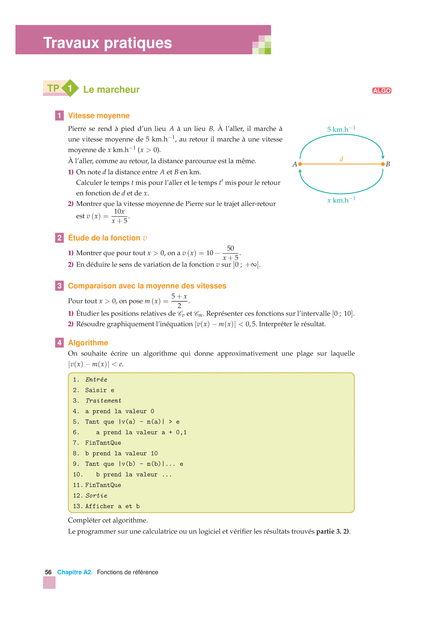 Travaux pratiques
TP 1 Le marcheur
ALGO
1 Vitesse moyenne
Pierre se rend à pied d'un lieu A à un lieu B. À l'aller, il marche à
une vitesse moyenne de 5 km.h⁻¹, au retour il marche à une vitesse
moyenne de x km.h⁻¹ (x > 0).
À l'aller, comme au retour, la distance parcourue est la même.
1) On note d la distance entre A et B en km.
Calculer le temps t mis pour l'aller et le temps t′ mis pour le retour
en fonction de d et de x.
2) Montrer que la vitesse moyenne de Pierre sur le trajet aller-retour
est v (x) = 10x / (x + 5).
5 km.h⁻¹
A d B
x km.h⁻¹
2 Étude de la fonction v
1) Montrer que pour tout x > 0, on a v (x) = 10 − 50 / (x + 5).
2) En déduire le sens de variation de la fonction v sur [0 ; +∞[.
3 Comparaison avec la moyenne des vitesses
Pour tout x > 0, on pose m (x) = (5 + x) / 2.
1) Étudier les positions relatives de 𝒞v et 𝒞m. Représenter ces fonctions sur l'intervalle [0 ; 10].
2) Résoudre graphiquement l'inéquation |v(x) − m(x)| < 0,5. Interpréter le résultat.
4 Algorithme
On souhaite écrire un algorithme qui donne approximativement une plage sur laquelle
|v(x) − m(x)| < e.
1. Entrée
2. Saisir e
3. Traitement
4. a prend la valeur 0
5. Tant que |v(a) - m(a)| > e
6. a prend la valeur a + 0,1
7. FinTantQue
8. b prend la valeur 10
9. Tant que |v(b) - m(b)|... e
10. b prend la valeur ...
11. FinTantQue
12. Sortie
13. Afficher a et b
Compléter cet algorithme.
Le programmer sur une calculatrice ou un logiciel et vérifier les résultats trouvés partie 3. 2).
56 Chapitre A2. Fonctions de référence